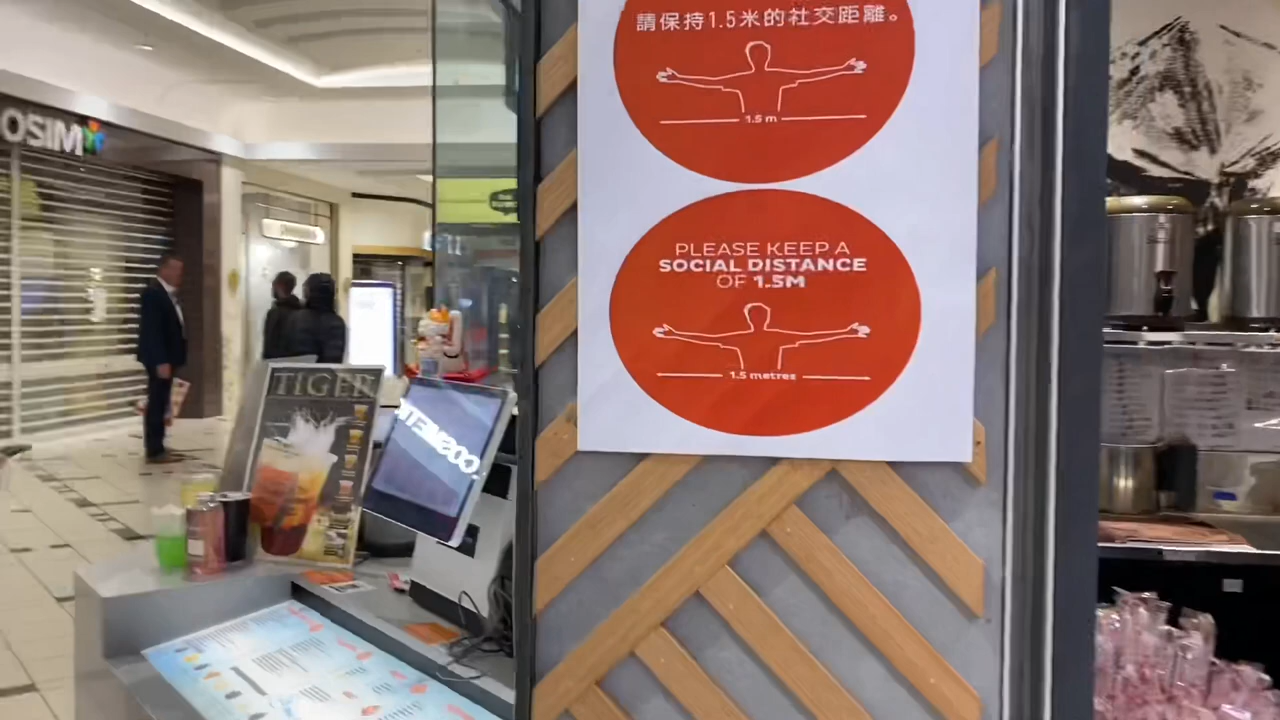 請保持1.5米的社交距離。
1.5 m
PLEASE KEEP A
SOCIAL DISTANCE
OF 1.5M
1.5 metres
OSIM
TIGER